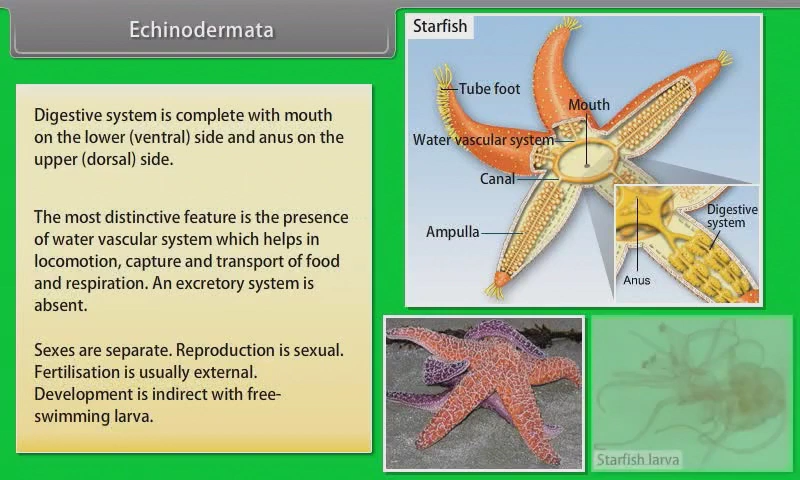 Echinodermata
Digestive system is complete with mouth
on the lower (ventral) side and anus on the
upper (dorsal) side.
The most distinctive feature is the presence
of water vascular system which helps in
locomotion, capture and transport of food
and respiration. An excretory system is
absent.
Sexes are separate. Reproduction is sexual.
Fertilisation is usually external.
Development is indirect with free-
swimming larva.
Starfish
Tube foot
Mouth
Water vascular system
Canal
Ampulla
Digestive
system
Anus
Starfish larva